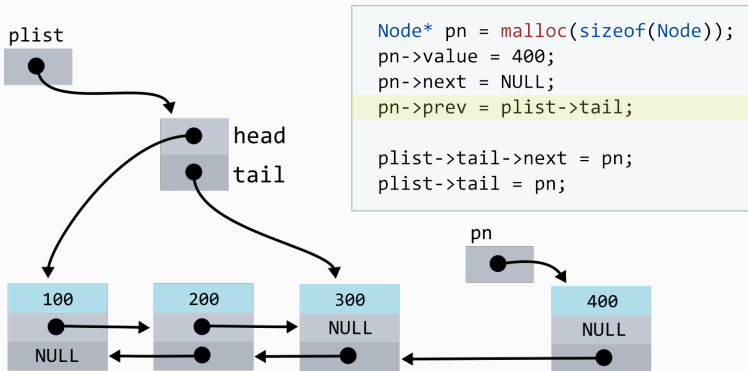 plist
Node* pn = malloc(sizeof(Node));
pn->value = 400;
pn->next = NULL;
pn->prev = plist->tail;
plist->tail->next = pn;
plist->tail = pn;
head
tail
pn
100 200 300 400
NULL NULL
NULL